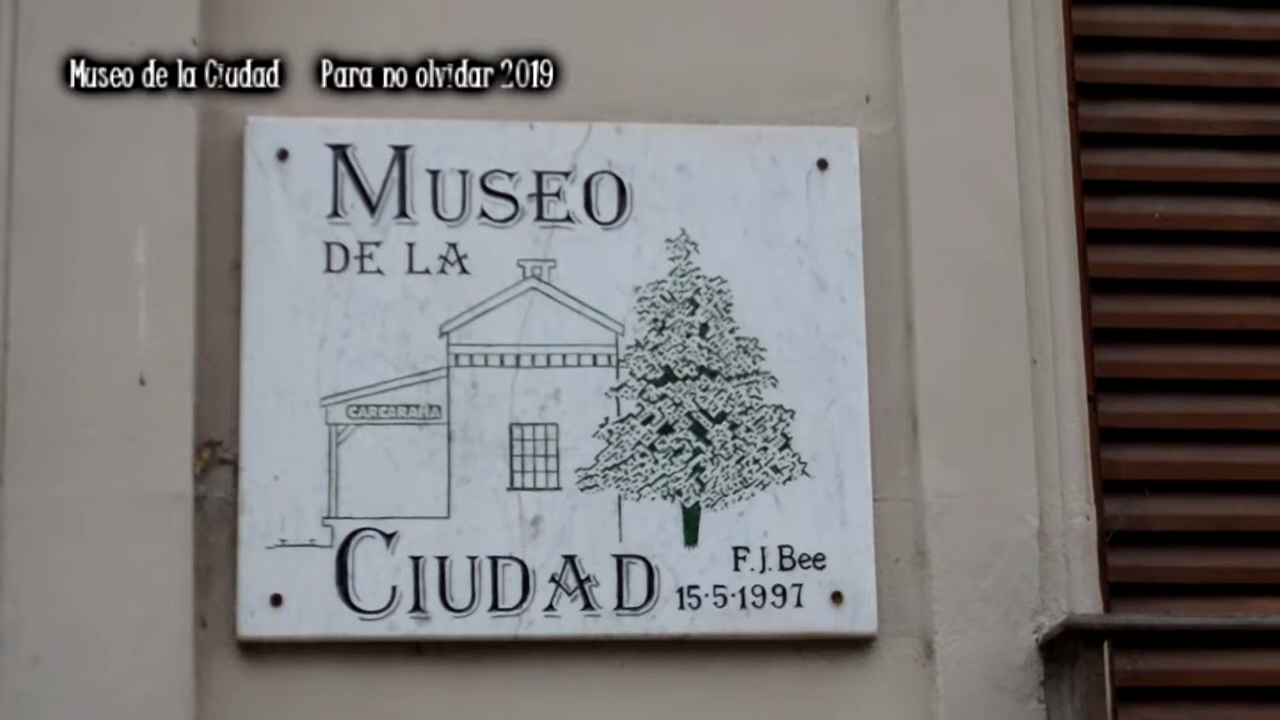 Museo de la Ciudad Para no olvidar 2019
MUSEO
DE LA
CARCARAÑA
CIUDAD
F.J.Bee
15·5·1997